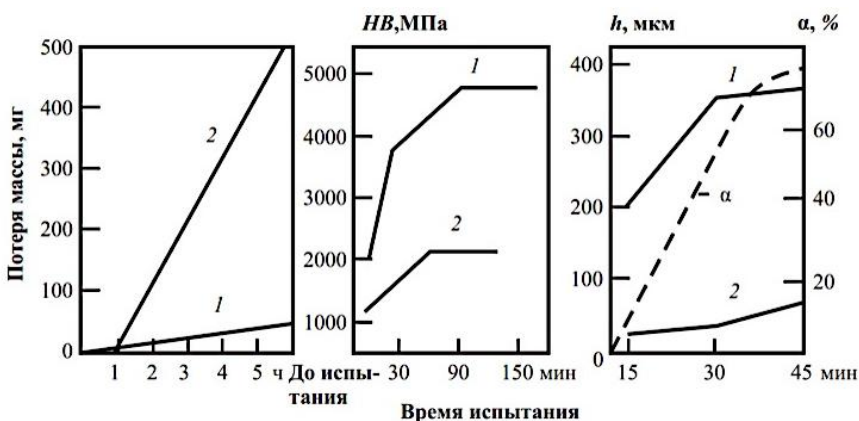 Потеря массы, мг
500
400
300
200
100
0
2
1
1 2 3 4 5 ч
HB,МПа
5000
4000
3000
2000
1000
1
2
До испы-
тания
30 90 150 мин
h, мкм
α, %
400
300
200
100
0
60
40
20
1
α
2
15 30 45 мин
Время испытания